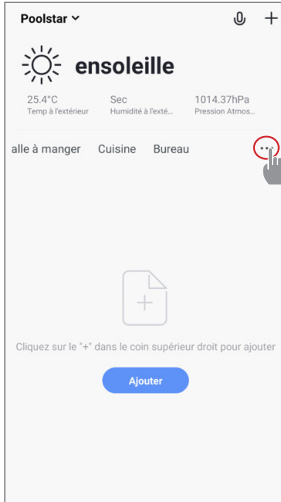 Poolstar
ensoleille
25.4°C Sec 1014.37hPa
Temp à l'extérieur Humidité à l'exté... Pression Atmos...
alle à manger Cuisine Bureau ...
Cliquez sur le "+" dans le coin supérieur droit pour ajouter
Ajouter